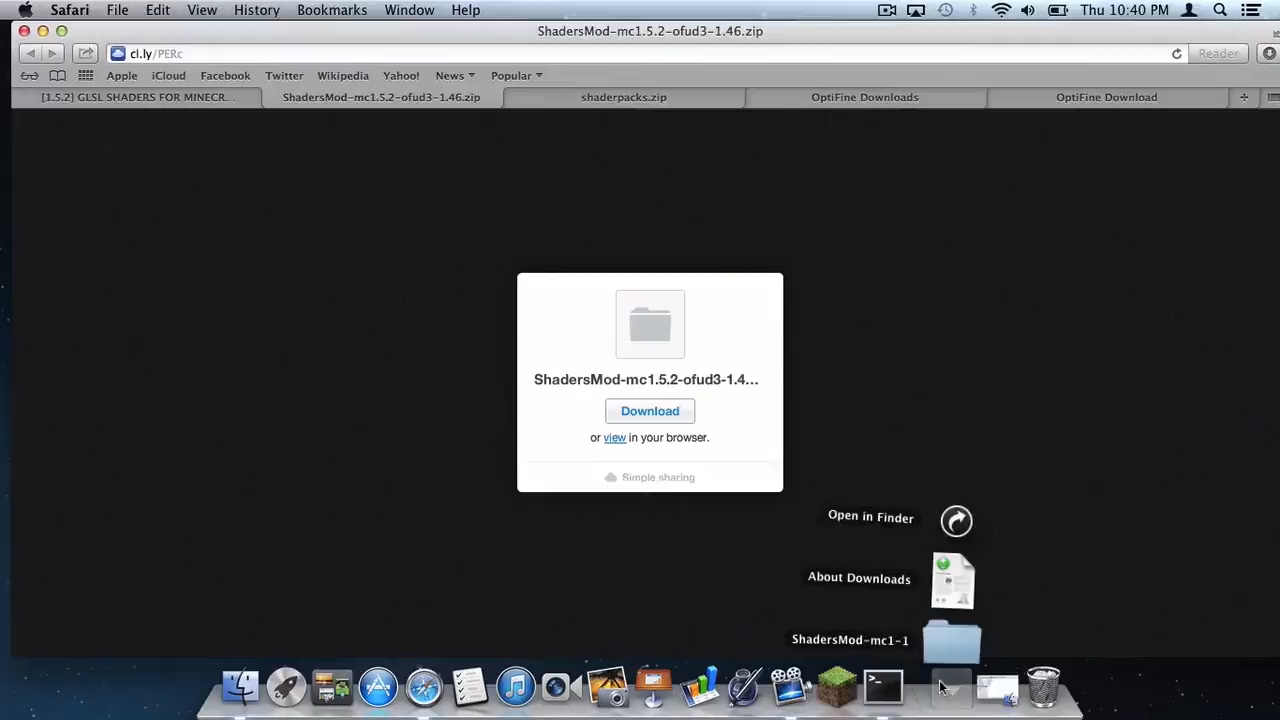 Safari File Edit View History Bookmarks Window Help Thu 10:40 PM
ShadersMod-mc1.5.2-ofud3-1.46.zip
cl.ly/PERc Reader
Apple iCloud Facebook Twitter Wikipedia Yahoo! News Popular
[1.5.2] GLSL SHADERS FOR MINECR... ShadersMod-mc1.5.2-ofud3-1.46.zip shaderpacks.zip OptiFine Downloads OptiFine Download
ShadersMod-mc1.5.2-ofud3-1.4...
Download
or view in your browser.
Simple sharing
Open in Finder
About Downloads
ShadersMod-mc1-1